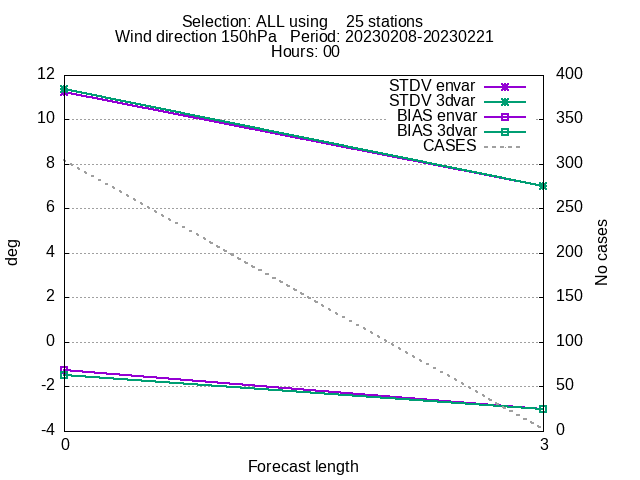 Selection: ALL using 25 stations
Wind direction 150hPa Period: 20230208-20230221
Hours: 00
STDV envar
STDV 3dvar
BIAS envar
BIAS 3dvar
CASES
12
10
8
6
4
2
0
-2
-4
400
350
300
250
200
150
100
50
0
deg
No cases
0
3
Forecast length